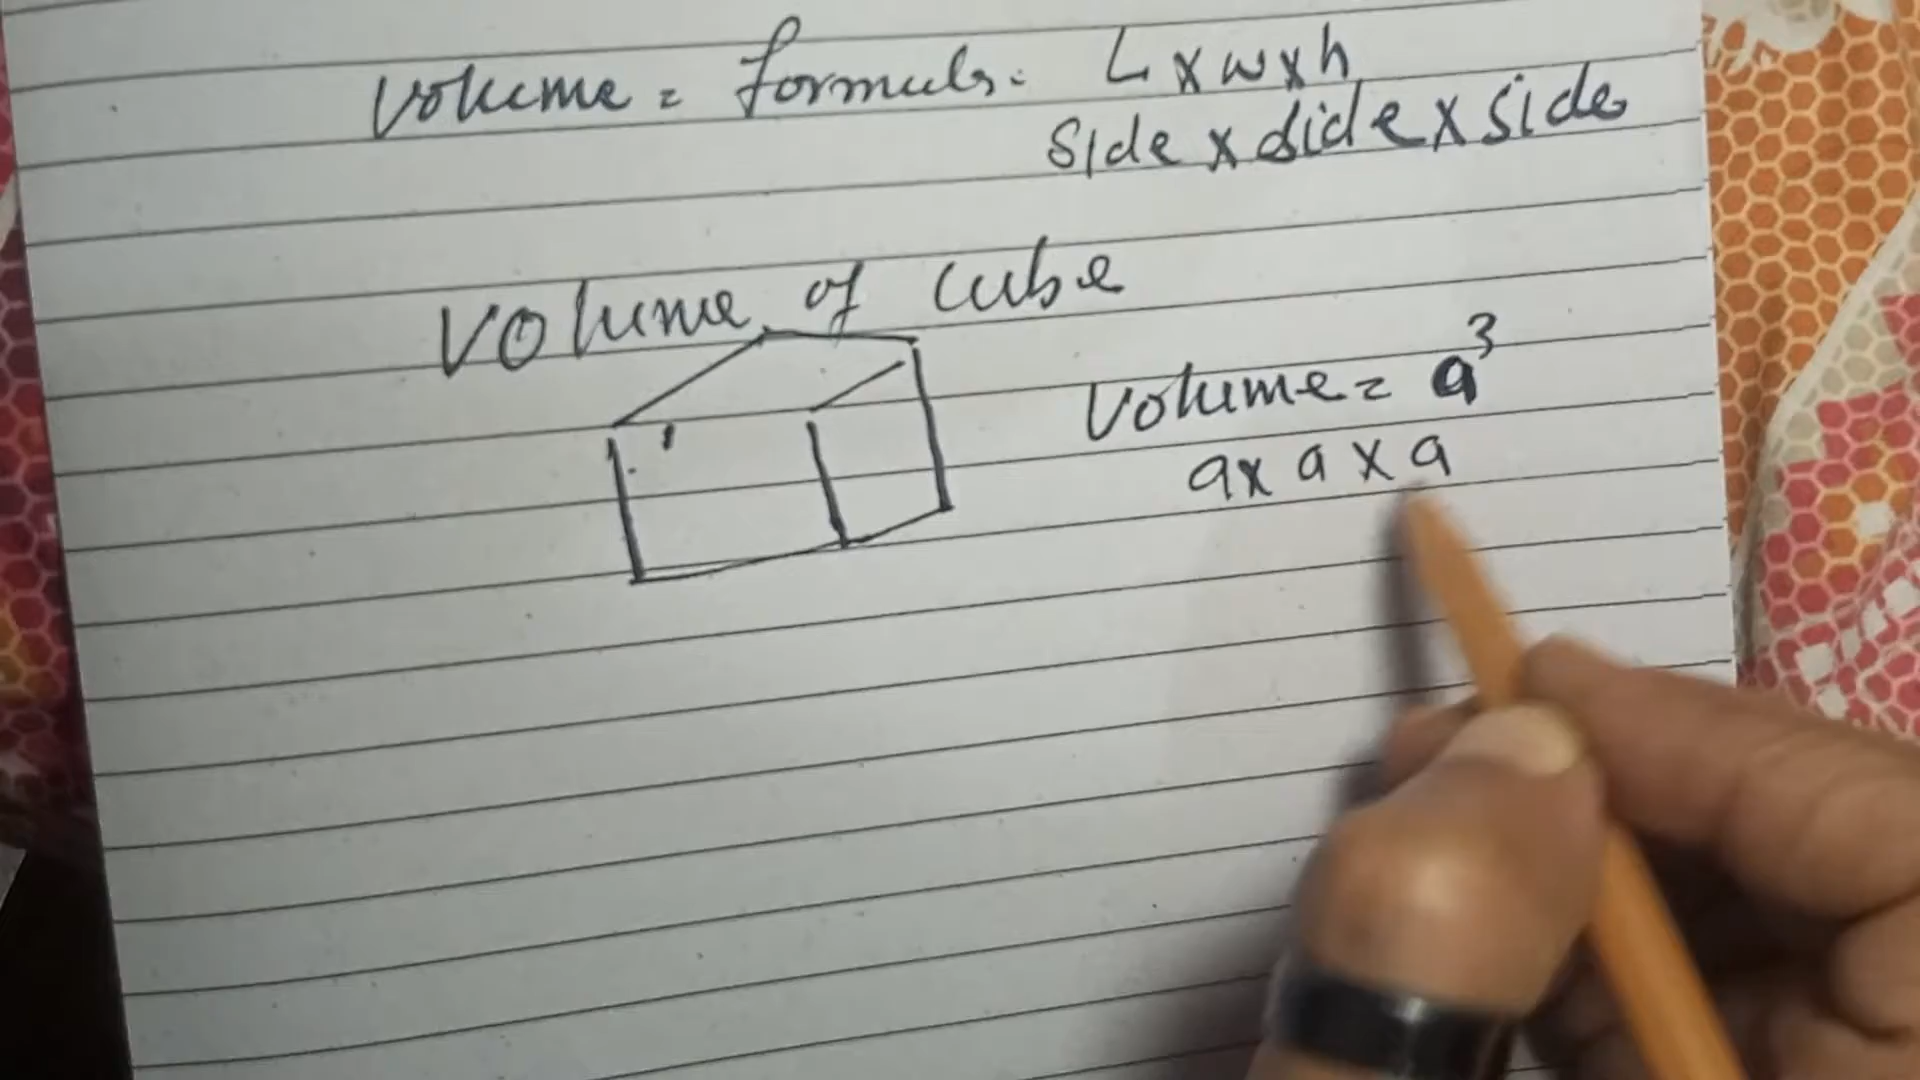 Volume = formula. L x w x h
Side x side x side
Volume of cube
Volume = a³
a x a x a